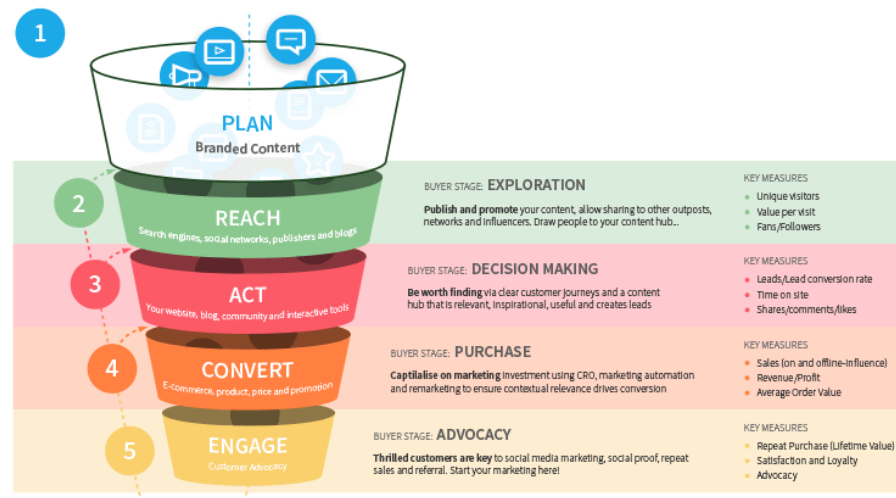 1
PLAN
Branded Content
2
REACH
Search engines, social networks, publishers and blogs
BUYER STAGE: EXPLORATION
Publish and promote your content, allow sharing to other outposts,
networks and influencers. Draw people to your content hub...
KEY MEASURES
Unique visitors
Value per visit
Fans/Followers
3
ACT
Your website, blog, community and interactive tools
BUYER STAGE: DECISION MAKING
Be worth finding via clear customer journeys and a content
hub that is relevant, inspirational, useful and creates leads
KEY MEASURES
Leads/Lead conversion rate
Time on site
Shares/comments/likes
4
CONVERT
E-commerce, product, price and promotion
BUYER STAGE: PURCHASE
Captilalise on marketing investment using CRO, marketing automation
and remarketing to ensure contextual relevance drives conversion
KEY MEASURES
Sales (on and offline-influence)
Revenue/Profit
Average Order Value
5
ENGAGE
Customer Advocacy
BUYER STAGE: ADVOCACY
Thrilled customers are key to social media marketing, social proof, repeat
sales and referral. Start your marketing here!
KEY MEASURES
Repeat Purchase (Lifetime Value)
Satisfaction and Loyalty
Advocacy